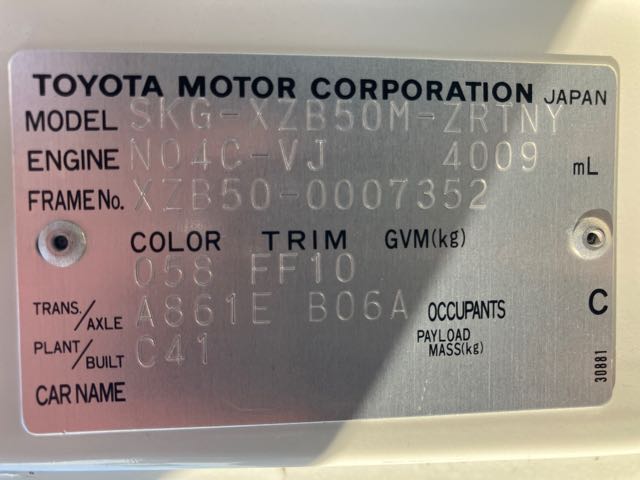 TOYOTA MOTOR CORPORATION JAPAN
MODEL SKG-XZB50M-ZRTNY
ENGINE N04C-VJ 4009 mL
FRAME No. XZB50-0007352
COLOR TRIM GVM(kg)
058 FF10
TRANS./AXLE A861E B06A OCCUPANTS C
PLANT/BUILT C41 PAYLOAD MASS(kg)
CAR NAME
30881